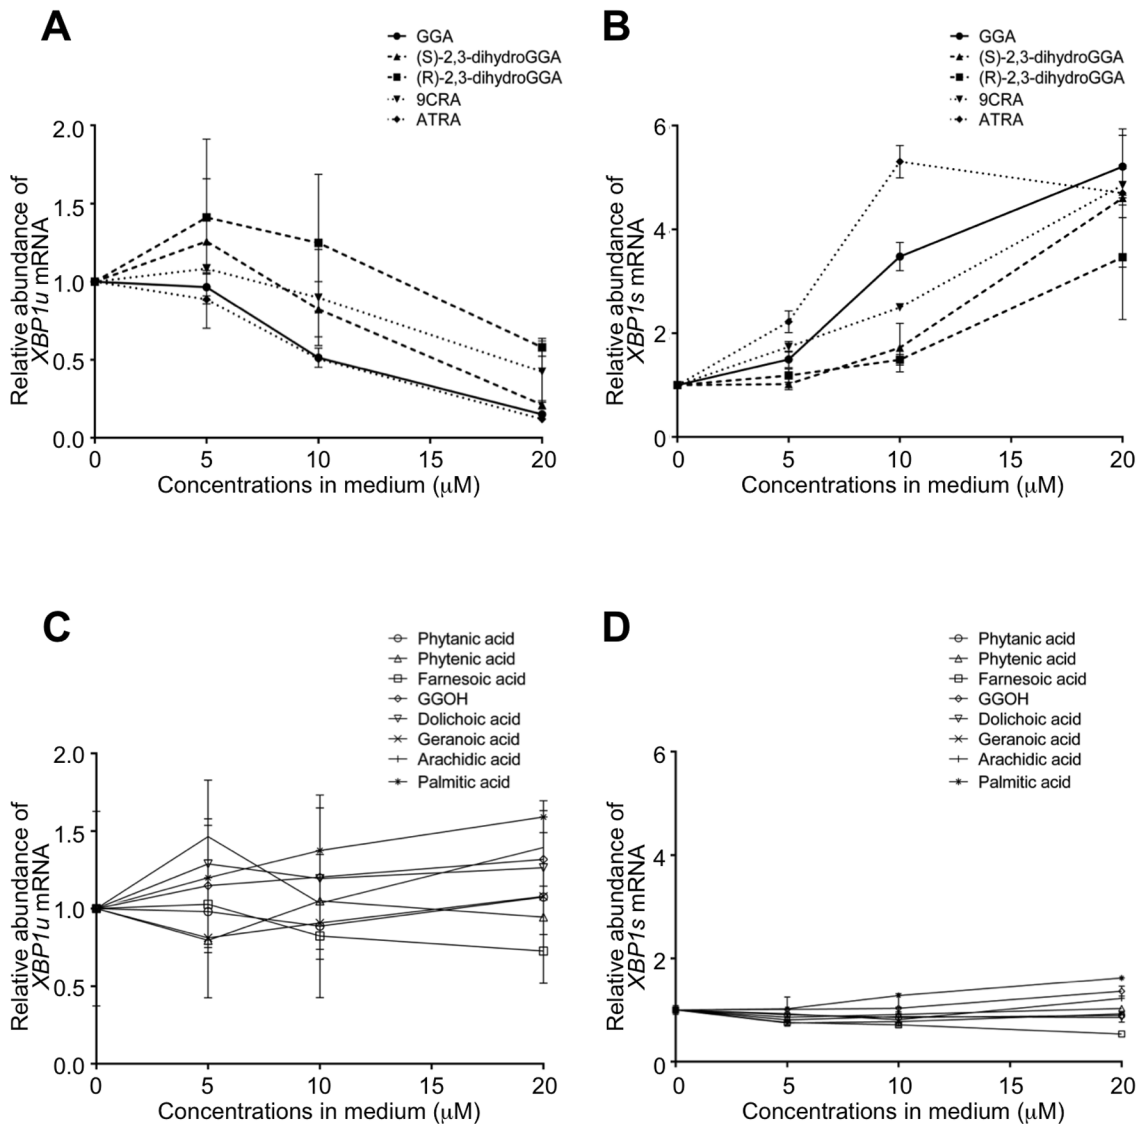 A
GGA
(S)-2,3-dihydroGGA
(R)-2,3-dihydroGGA
9CRA
ATRA
2.0
1.5
1.0
0.5
0.0
Relative abundance of
XBP1u mRNA
0
5
10
15
20
Concentrations in medium (μM)
B
GGA
(S)-2,3-dihydroGGA
(R)-2,3-dihydroGGA
9CRA
ATRA
6
4
2
0
Relative abundance of
XBP1s mRNA
0
5
10
15
20
Concentrations in medium (μM)
C
Phytanic acid
Phytenic acid
Farnesoic acid
GGOH
Dolichoic acid
Geranoic acid
Arachidic acid
Palmitic acid
2.0
1.5
1.0
0.5
0.0
Relative abundance of
XBP1u mRNA
0
5
10
15
20
Concentrations in medium (μM)
D
Phytanic acid
Phytenic acid
Farnesoic acid
GGOH
Dolichoic acid
Geranoic acid
Arachidic acid
Palmitic acid
6
4
2
0
Relative abundance of
XBP1s mRNA
0
5
10
15
20
Concentrations in medium (μM)